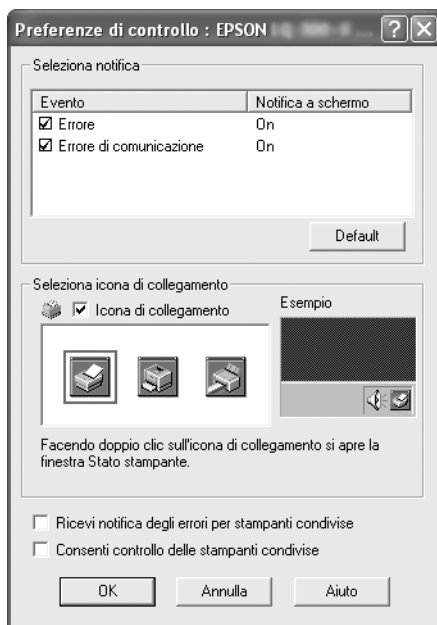 Preferenze di controllo : EPSON
Seleziona notifica
Evento Notifica a schermo
Errore On
Errore di comunicazione On
Default
Seleziona icona di collegamento
Icona di collegamento Esempio
Facendo doppio clic sull'icona di collegamento si apre la
finestra Stato stampante.
Ricevi notifica degli errori per stampanti condivise
Consenti controllo delle stampanti condivise
OK Annulla Aiuto